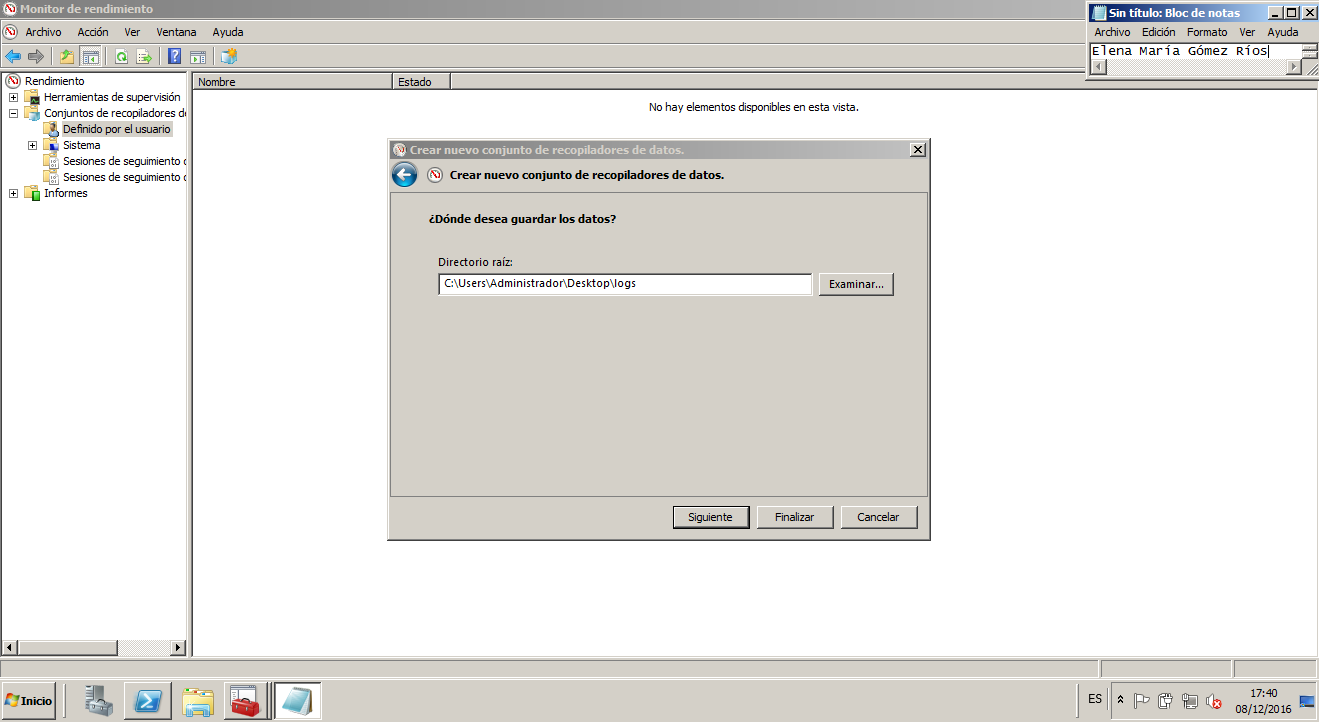 Monitor de rendimiento
Archivo Acción Ver Ventana Ayuda
Sin título: Bloc de notas
Archivo Edición Formato Ver Ayuda
Elena María Gómez Ríos
Rendimiento
Herramientas de supervisión
Conjuntos de recopiladores de
Definido por el usuario
Sistema
Sesiones de seguimiento
Sesiones de seguimiento
Informes
Nombre Estado
No hay elementos disponibles en esta vista.
Crear nuevo conjunto de recopiladores de datos.
Crear nuevo conjunto de recopiladores de datos.
¿Dónde desea guardar los datos?
Directorio raíz:
C:\Users\Administrador\Desktop\logs
Examinar...
Siguiente Finalizar Cancelar
Inicio
ES
17:40
08/12/2016